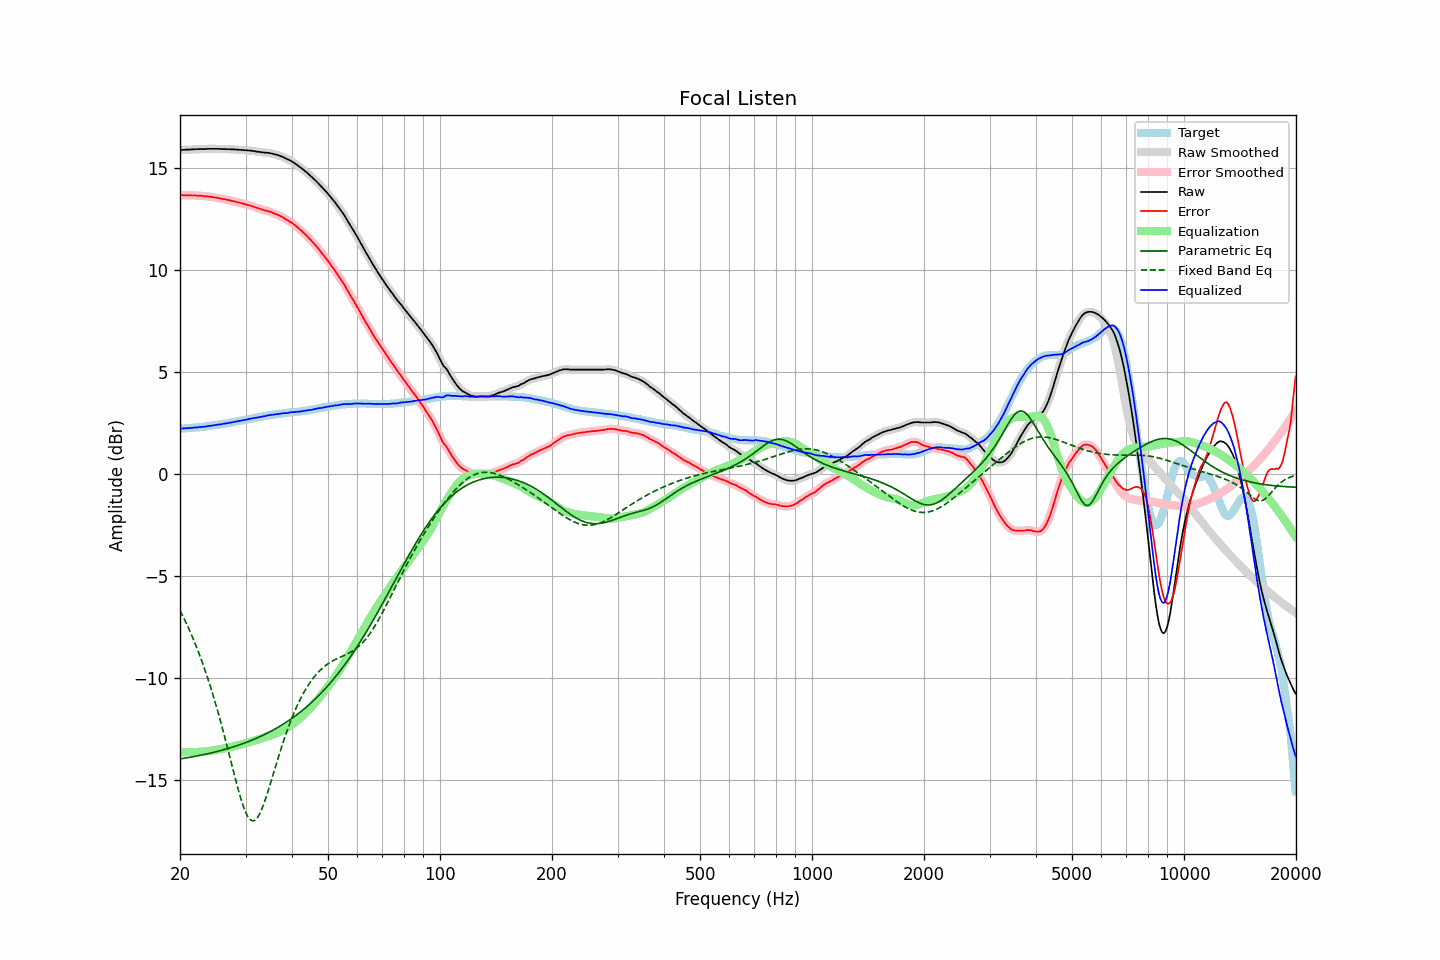 Focal Listen
Target
Raw Smoothed
Error Smoothed
Raw
Error
Equalization
Parametric Eq
Fixed Band Eq
Equalized
Amplitude (dBr)
15
10
5
0
−5
−10
−15
20 50 100 200 500 1000 2000 5000 10000 20000
Frequency (Hz)